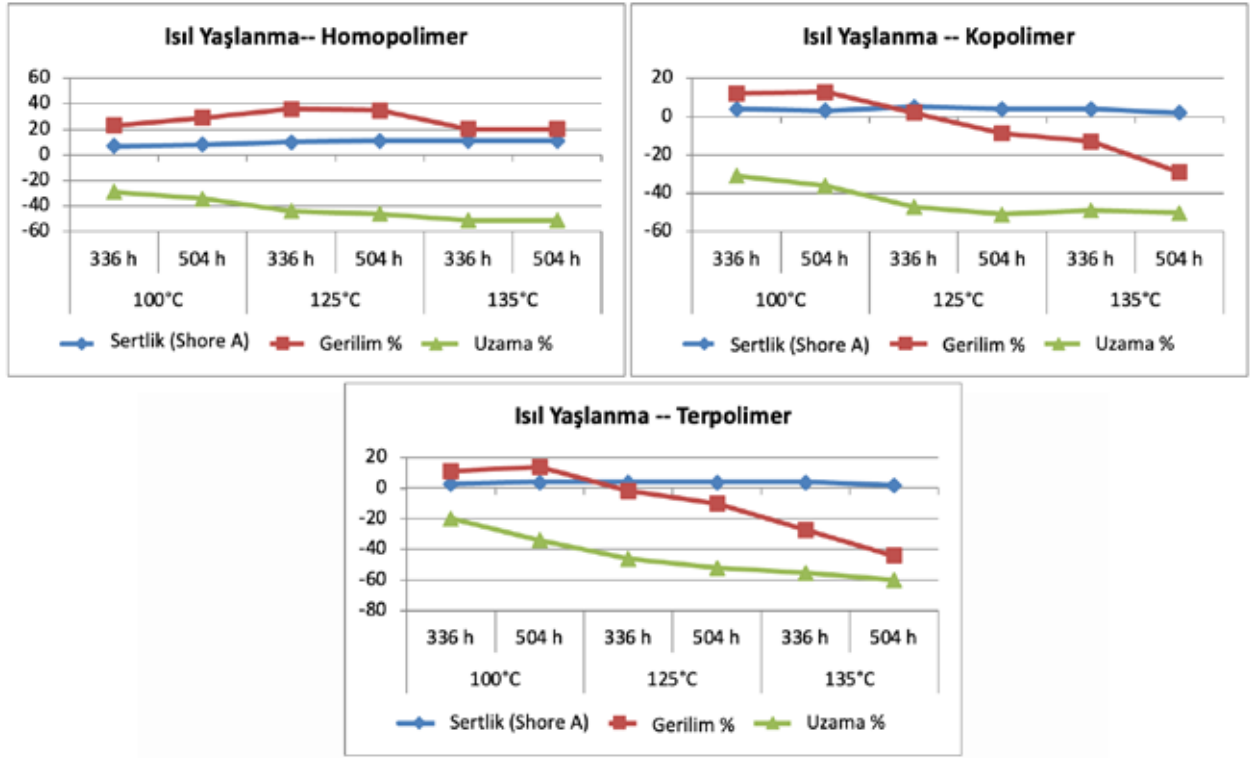 Isıl Yaşlanma-- Homopolimer
60
40
20
0
-20
-40
-60
336 h 504 h 336 h 504 h 336 h 504 h
100°C 125°C 135°C
Sertlik (Shore A) Gerilim % Uzama %
Isıl Yaşlanma -- Kopolimer
20
0
-20
-40
-60
336 h 504 h 336 h 504 h 336 h 504 h
100°C 125°C 135°C
Sertlik (Shore A) Gerilim % Uzama %
Isıl Yaşlanma -- Terpolimer
20
0
-20
-40
-60
-80
336 h 504 h 336 h 504 h 336 h 504 h
100°C 125°C 135°C
Sertlik (Shore A) Gerilim % Uzama %